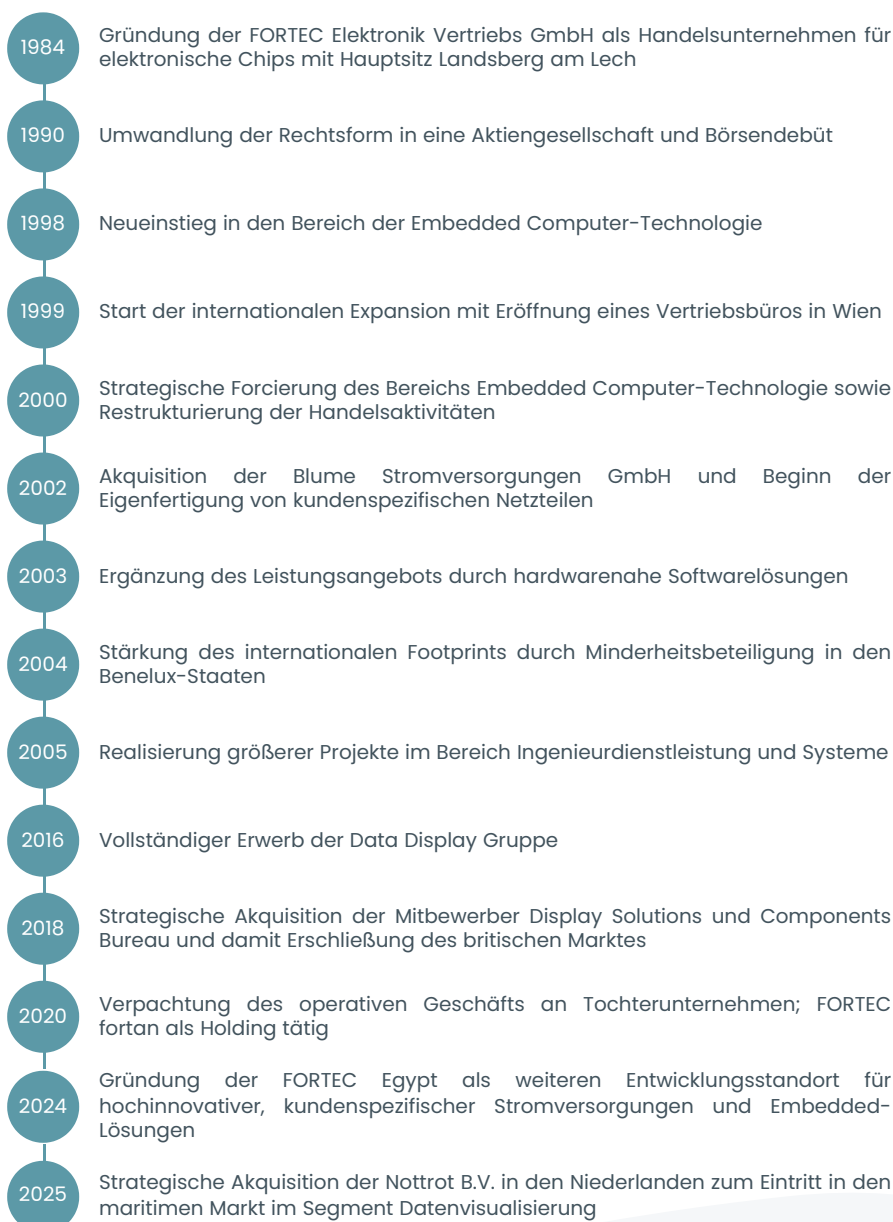 1984
Gründung der FORTEC Elektronik Vertriebs GmbH als Handelsunternehmen für
elektronische Chips mit Hauptsitz Landsberg am Lech
1990
Umwandlung der Rechtsform in eine Aktiengesellschaft und Börsendebüt
1998
Neueinstieg in den Bereich der Embedded Computer-Technologie
1999
Start der internationalen Expansion mit Eröffnung eines Vertriebsbüros in Wien
2000
Strategische Forcierung des Bereichs Embedded Computer-Technologie sowie
Restrukturierung der Handelsaktivitäten
2002
Akquisition der Blume Stromversorgungen GmbH und Beginn der
Eigenfertigung von kundenspezifischen Netzteilen
2003
Ergänzung des Leistungsangebots durch hardwarenahe Softwarelösungen
2004
Stärkung des internationalen Footprints durch Minderheitsbeteiligung in den
Benelux-Staaten
2005
Realisierung größerer Projekte im Bereich Ingenieurdienstleistung und Systeme
2016
Vollständiger Erwerb der Data Display Gruppe
2018
Strategische Akquisition der Mitbewerber Display Solutions und Components
Bureau und damit Erschließung des britischen Marktes
2020
Verpachtung des operativen Geschäfts an Tochterunternehmen; FORTEC
fortan als Holding tätig
2024
Gründung der FORTEC Egypt als weiteren Entwicklungsstandort für
hochinnovativer, kundenspezifischer Stromversorgungen und Embedded-
Lösungen
2025
Strategische Akquisition der Nottrot B.V. in den Niederlanden zum Eintritt in den
maritimen Markt im Segment Datenvisualisierung